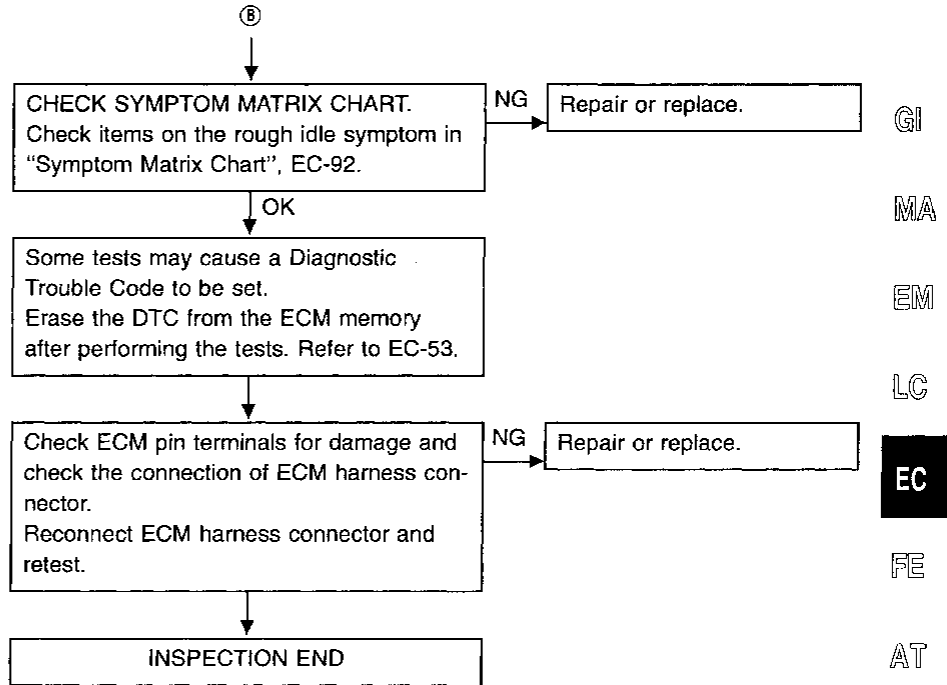 B
CHECK SYMPTOM MATRIX CHART.
Check items on the rough idle symptom in
"Symptom Matrix Chart", EC-92.
NG
Repair or replace.
OK
Some tests may cause a Diagnostic
Trouble Code to be set.
Erase the DTC from the ECM memory
after performing the tests. Refer to EC-53.
Check ECM pin terminals for damage and
check the connection of ECM harness con-
nector.
Reconnect ECM harness connector and
retest.
NG
Repair or replace.
INSPECTION END
GI
MA
EM
LC
EC
FE
AT